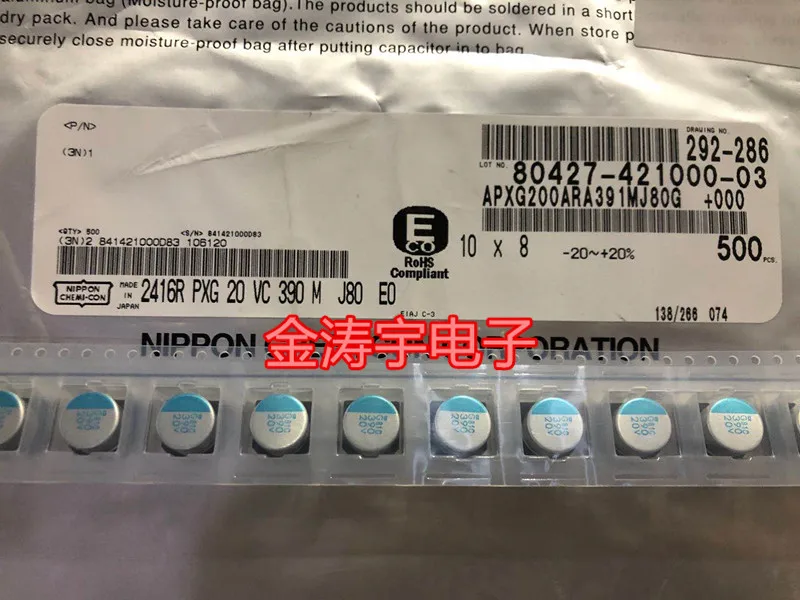 aluminum bag (Moisture-proof bag). The products should be soldered in a short
dry pack. And please take care of the cautions of the product. When store p
securely close moisture-proof bag after putting capacitor in to bag
<P/N>
(3N)1
DRAWING NO.
292-286
LOT NO.
80427-421000-03
APXG200ARA391MJ80G +000
<QTY> 500 <S/N> 841421000D83
(3N)2 841421000D83 106120
E
CO
RoHS
Compliant
10 x 8 -20~+20% 500 PCS.
NIPPON
CHEMI-CON
MADE
IN
JAPAN
2416R PXG 20 VC 390 M J80 E0
EIAJ C-3
138/266 074
NIPPON CORPORATION
金涛宇电子